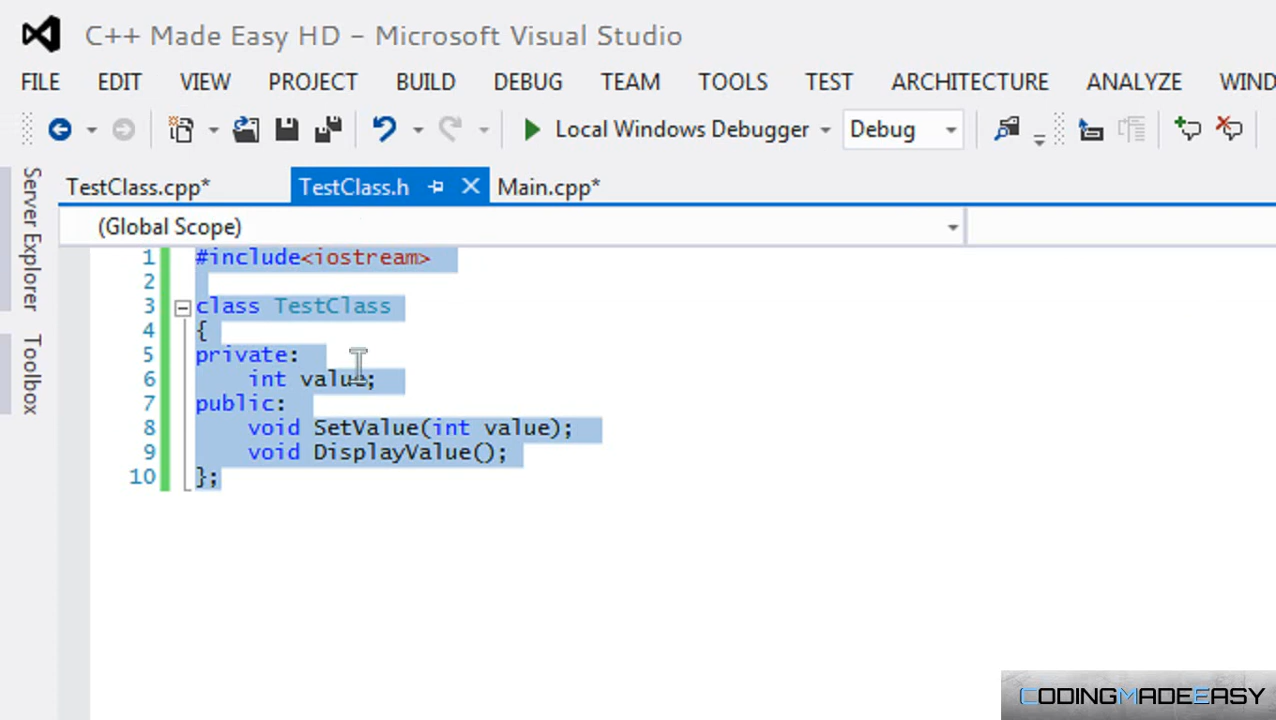 C++ Made Easy HD - Microsoft Visual Studio
FILE EDIT VIEW PROJECT BUILD DEBUG TEAM TOOLS TEST ARCHITECTURE ANALYZE WIND
Local Windows Debugger Debug
TestClass.cpp* TestClass.h Main.cpp*
(Global Scope)
Server Explorer
Toolbox
1 #include<iostream>
2
3 class TestClass
4 {
5 private:
6 int value;
7 public:
8 void SetValue(int value);
9 void DisplayValue();
10 };
CODINGMADEEASY